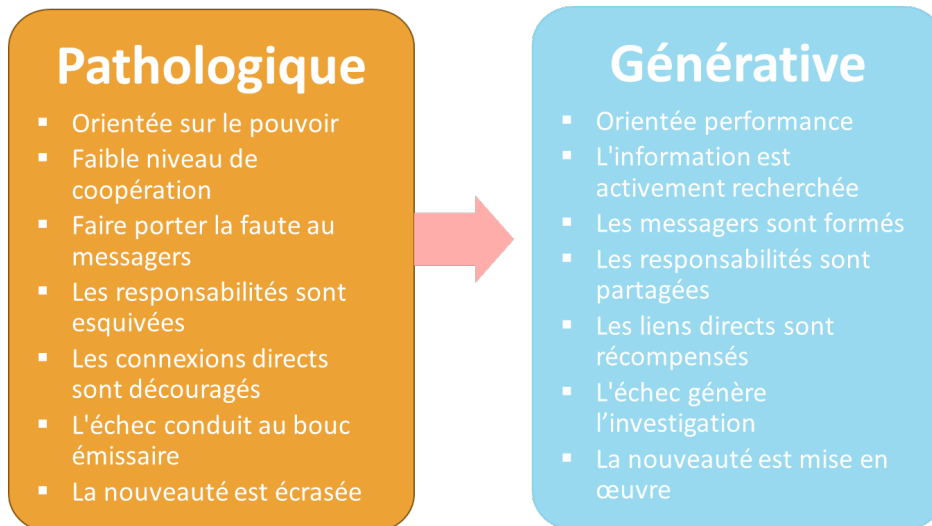 Pathologique
▪ Orientée sur le pouvoir
▪ Faible niveau de
coopération
▪ Faire porter la faute au
messagers
▪ Les responsabilités sont
esquivées
▪ Les connexions directs
sont découragés
▪ L'échec conduit au bouc
émissaire
▪ La nouveauté est écrasée
Générative
▪ Orientée performance
▪ L'information est
activement recherchée
▪ Les messagers sont formés
▪ Les responsabilités sont
partagées
▪ Les liens directs sont
récompensés
▪ L'échec génère
l’investigation
▪ La nouveauté est mise en
œuvre